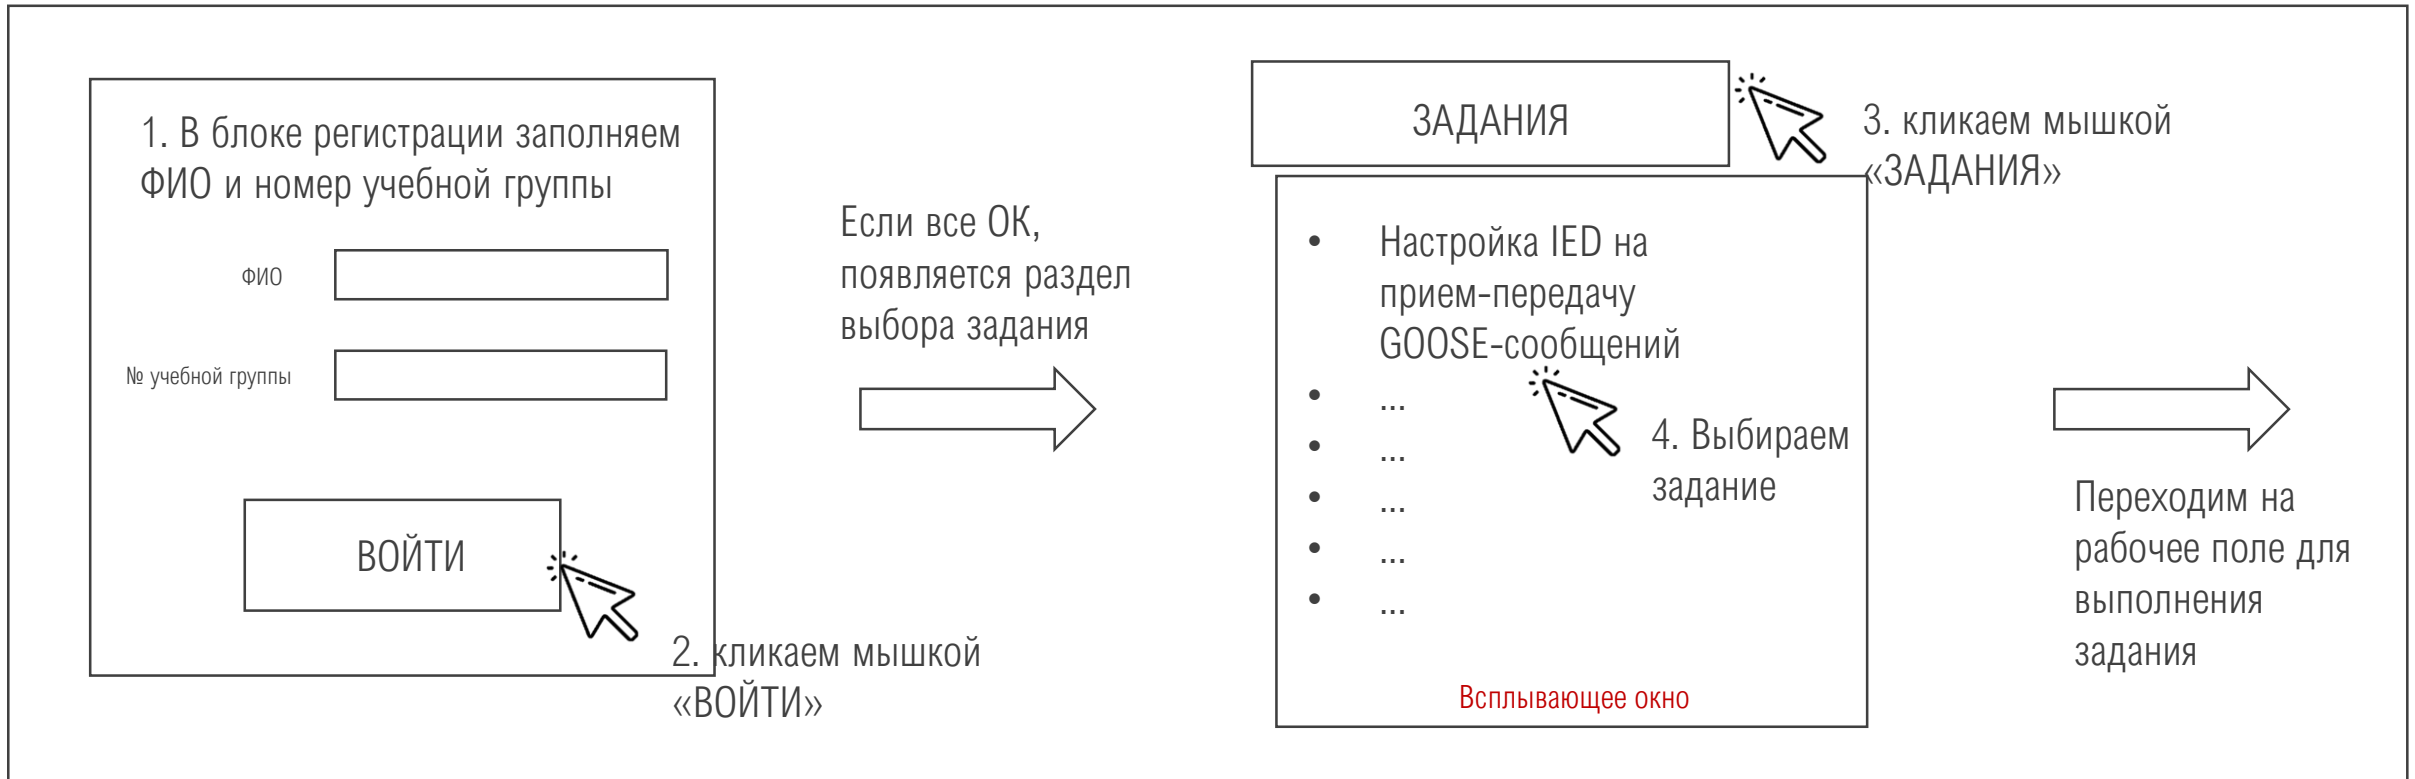 1. В блоке регистрации заполняем
ФИО и номер учебной группы
ФИО
№ учебной группы
ВОЙТИ
2. кликаем мышкой
«ВОЙТИ»
Если все ОК,
появляется раздел
выбора задания
ЗАДАНИЯ
3. кликаем мышкой
«ЗАДАНИЯ»
• Настройка IED на
прием-передачу
GOOSE-сообщений
• ...
• ...
• ...
• ...
• ...
4. Выбираем
задание
Всплывающее окно
Переходим на
рабочее поле для
выполнения
задания